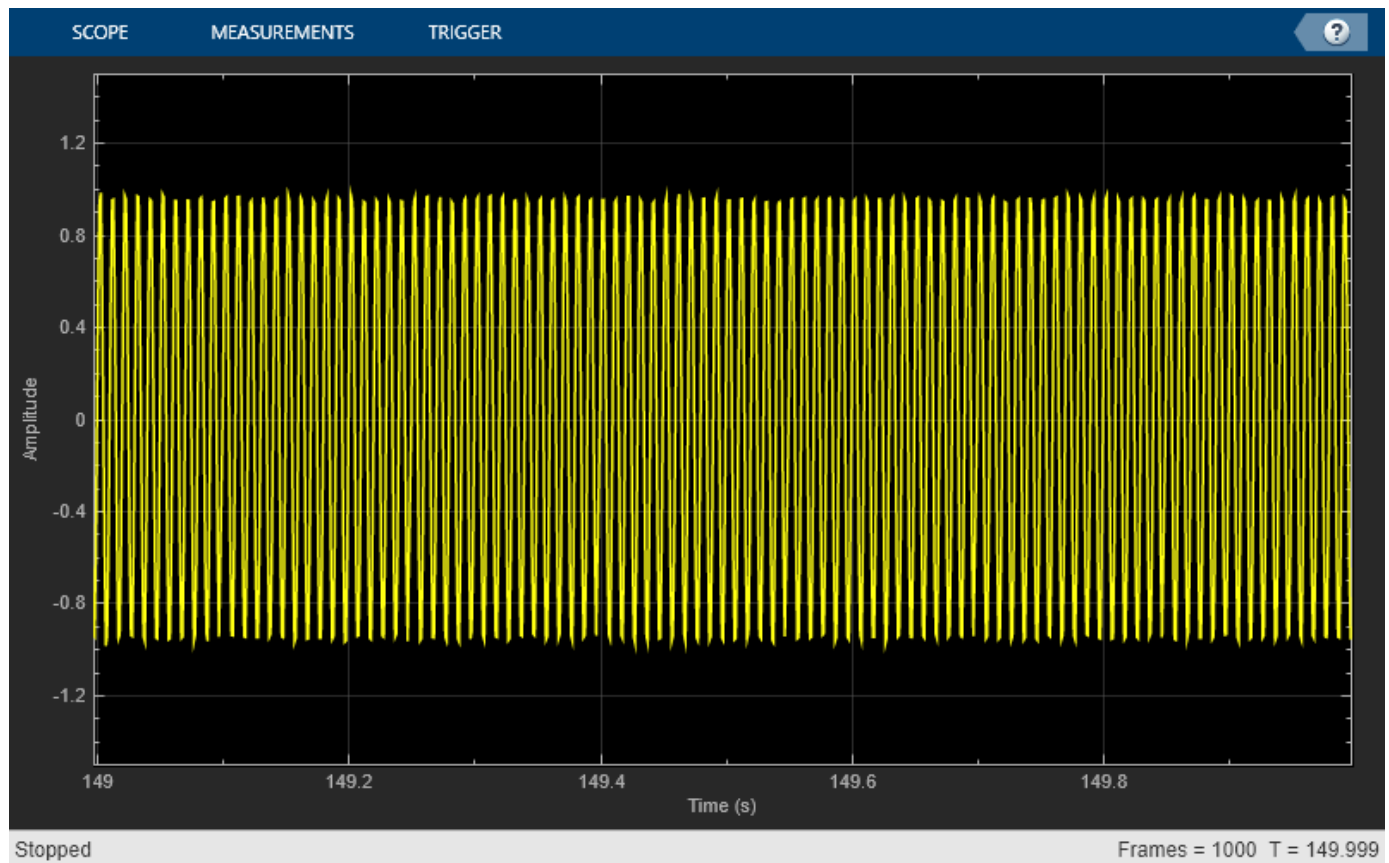 SCOPE MEASUREMENTS TRIGGER ?
1.2
0.8
0.4
0
-0.4
-0.8
-1.2
Amplitude
149 149.2 149.4 149.6 149.8
Time (s)
Stopped Frames = 1000 T = 149.999